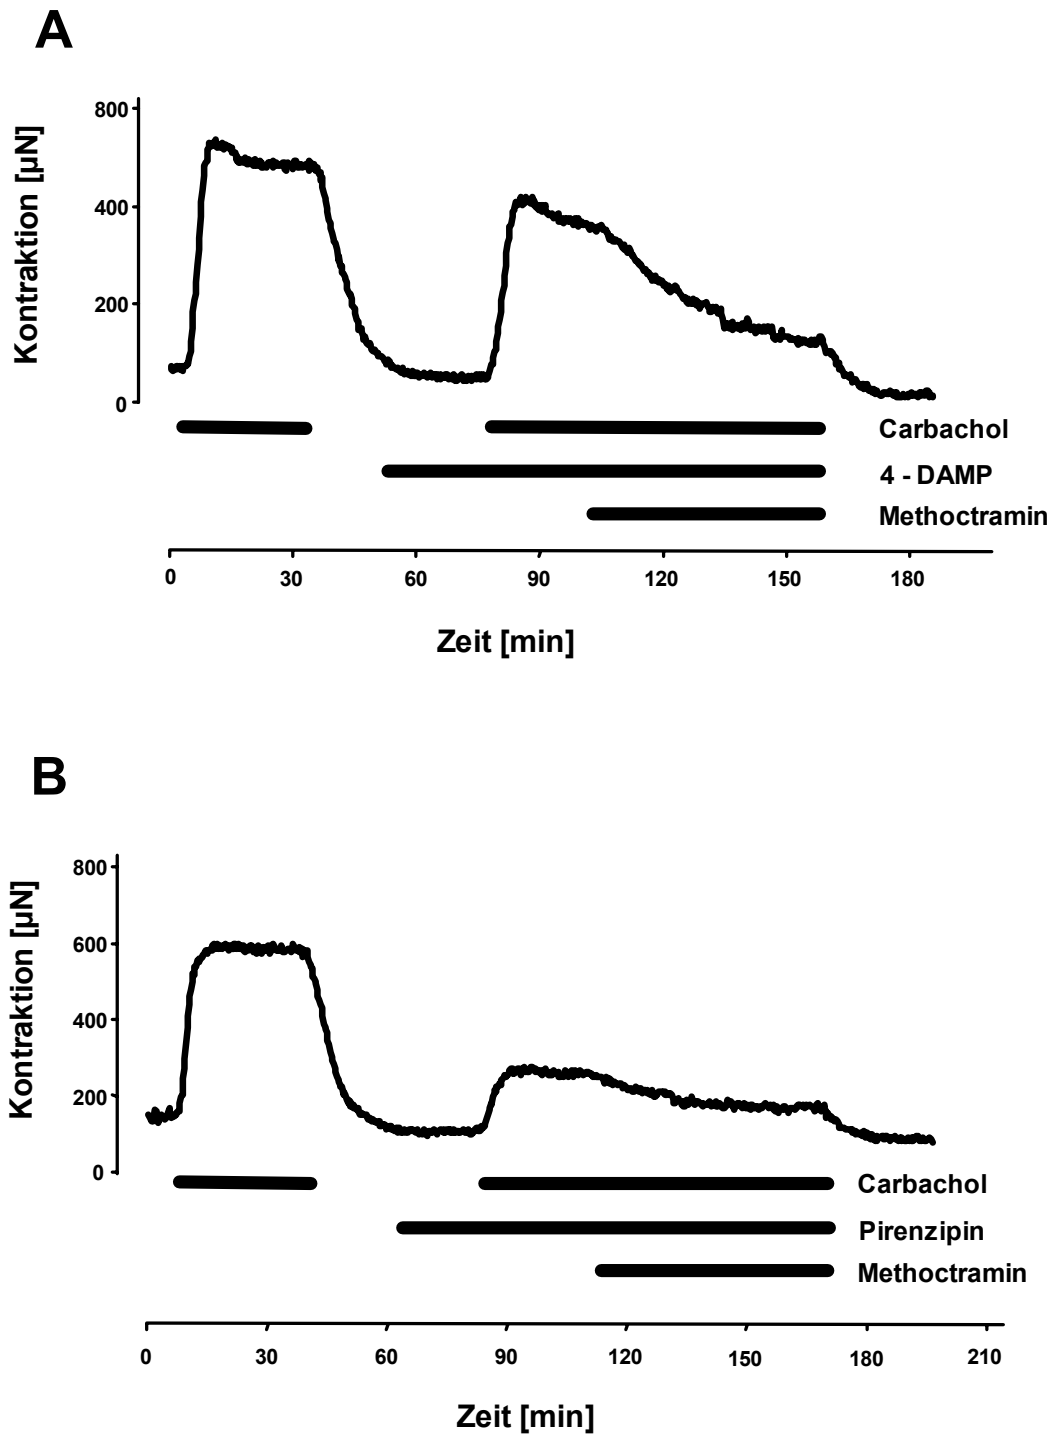 A
Kontraktion [µN]
800
400
200
0
Carbachol
4 - DAMP
Methoctramin
0 30 60 90 120 150 180
Zeit [min]
B
Kontraktion [µN]
800
600
400
200
0
Carbachol
Pirenzipin
Methoctramin
0 30 60 90 120 150 180 210
Zeit [min]